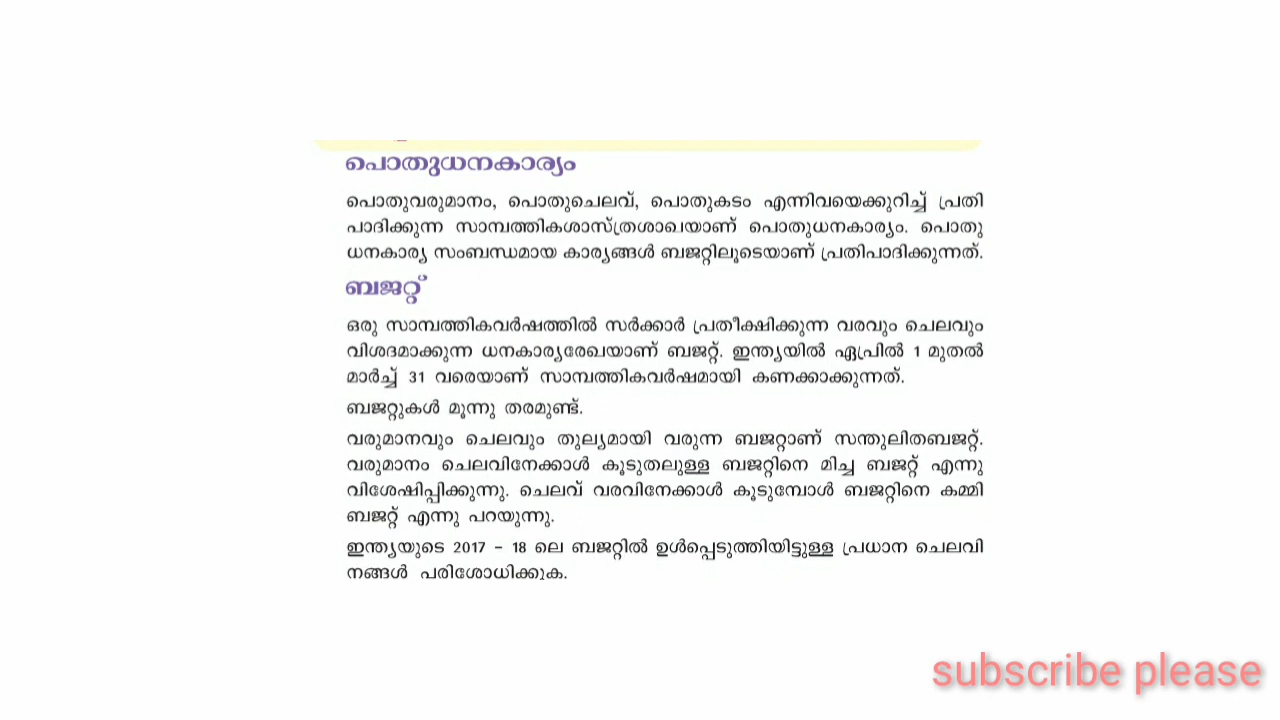 പൊതുധനകാര്യം
പൊതുവരുമാനം, പൊതുചെലവ്, പൊതുകടം എന്നിവയെക്കുറിച്ച് പ്രതി
പാദിക്കുന്ന സാമ്പത്തികശാസ്ത്രശാഖയാണ് പൊതുധനകാര്യം. പൊതു
ധനകാര്യ സംബന്ധമായ കാര്യങ്ങൾ ബജറ്റിലൂടെയാണ് പ്രതിപാദിക്കുന്നത്.
ബജറ്റ്
ഒരു സാമ്പത്തികവർഷത്തിൽ സർക്കാർ പ്രതീക്ഷിക്കുന്ന വരവും ചെലവും
വിശദമാക്കുന്ന ധനകാര്യരേഖയാണ് ബജറ്റ്. ഇന്ത്യയിൽ ഏപ്രിൽ 1 മുതൽ
മാർച്ച് 31 വരെയാണ് സാമ്പത്തികവർഷമായി കണക്കാക്കുന്നത്.
ബജറ്റുകൾ മൂന്നു തരമുണ്ട്.
വരുമാനവും ചെലവും തുല്യമായി വരുന്ന ബജറ്റാണ് സന്തുലിതബജറ്റ്.
വരുമാനം ചെലവിനേക്കാൾ കൂടുതലുള്ള ബജറ്റിനെ മിച്ച ബജറ്റ് എന്നു
വിശേഷിപ്പിക്കുന്നു. ചെലവ് വരവിനേക്കാൾ കൂടുമ്പോൾ ബജറ്റിനെ കമ്മി
ബജറ്റ് എന്നു പറയുന്നു.
ഇന്ത്യയുടെ 2017 – 18 ലെ ബജറ്റിൽ ഉൾപ്പെടുത്തിയിട്ടുള്ള പ്രധാന ചെലവി
നങ്ങൾ പരിശോധിക്കുക.
subscribe please